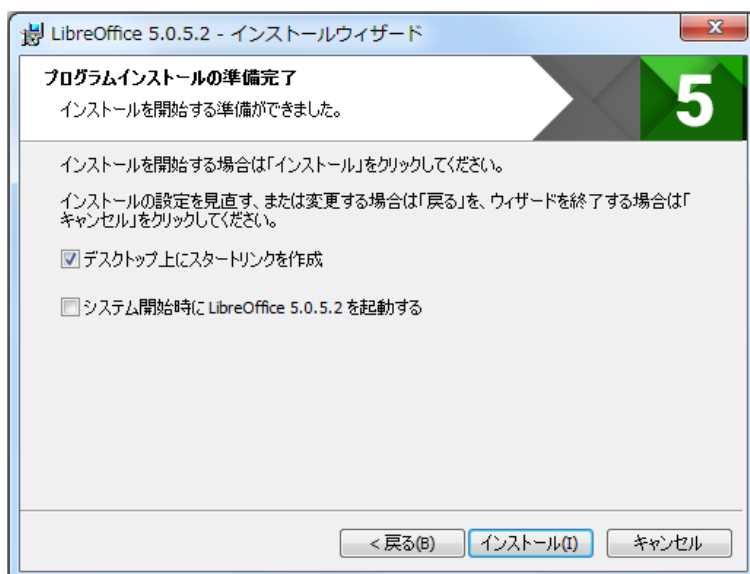 LibreOffice 5.0.5.2 - インストールウィザード
プログラムインストールの準備完了
インストールを開始する準備ができました。
5
インストールを開始する場合は「インストール」をクリックしてください。
インストールの設定を見直す、または変更する場合は「戻る」を、ウィザードを終了する場合は「
キャンセル」をクリックしてください。
デスクトップ上にスタートリンクを作成
システム開始時に LibreOffice 5.0.5.2 を起動する
< 戻る(B)
インストール(I)
キャンセル